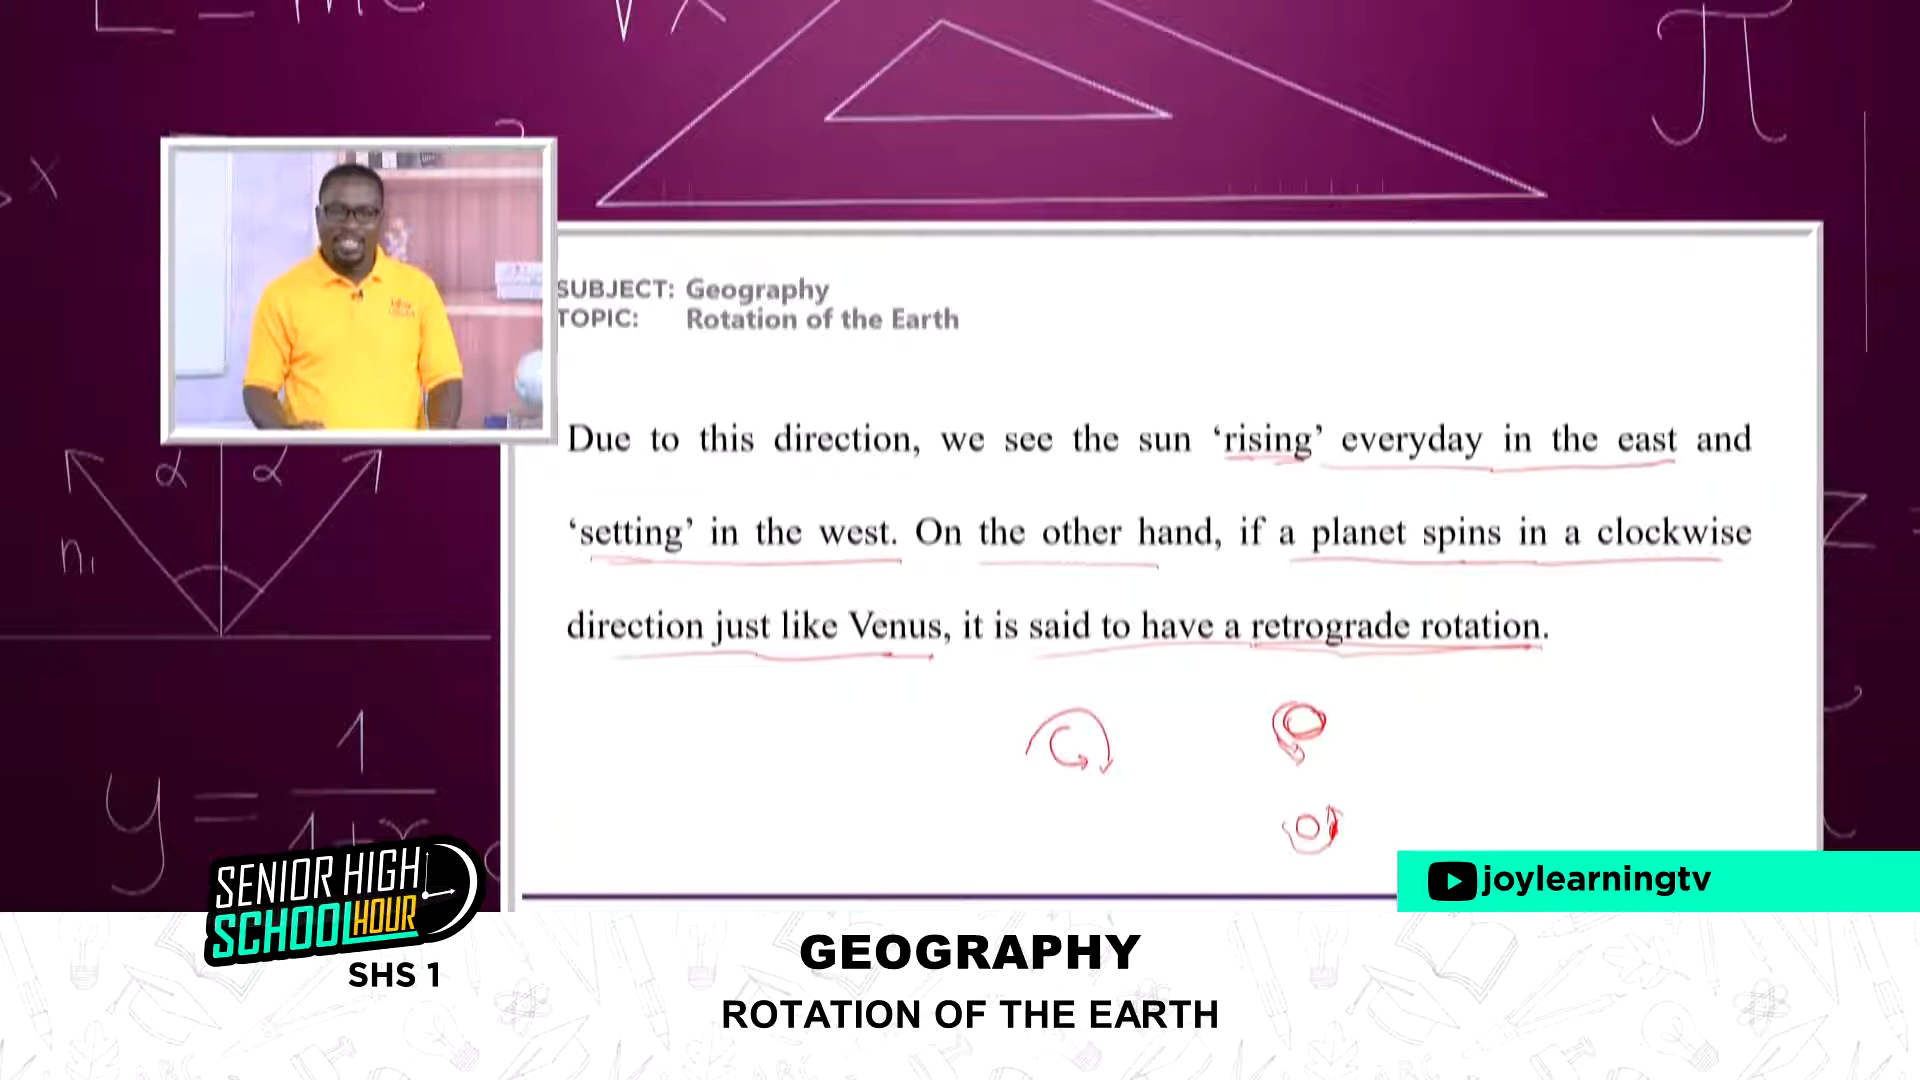 π
x
SUBJECT: Geography
TOPIC: Rotation of the Earth
Due to this direction, we see the sun ‘rising’ everyday in the east and
‘setting’ in the west. On the other hand, if a planet spins in a clockwise
direction just like Venus, it is said to have a retrograde rotation.
α α
n₁
y = 1
SENIOR HIGH
SCHOOL HOUR
SHS 1
joylearningtv
GEOGRAPHY
ROTATION OF THE EARTH